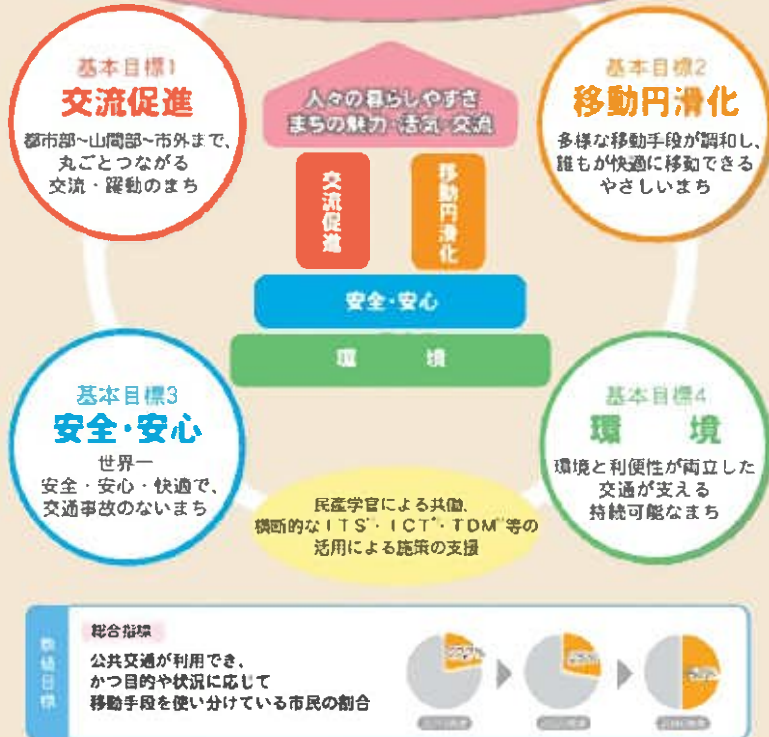 基本目標1
交流促進
都市部~山間部~市外まで、
丸ごとつながる
交流・躍動のまち
人々の暮らしやすさ
まちの魅力・活気・交流
交流促進
移動円滑化
安全・安心
環 境
基本目標2
移動円滑化
多様な移動手段が調和し、
誰もが快適に移動できる
やさしいまち
基本目標3
安全・安心
世界一
安全・安心・快適で、
交通事故のないまち
民産学官による共働、
横断的なITS・ICT・TDM等の
活用による施策の支援
基本目標4
環 境
環境と利便性が両立した
交通が支える
持続可能なまち
数値目標
総合指標
公共交通が利用でき、
かつ目的や状況に応じて
移動手段を使い分けている市民の割合